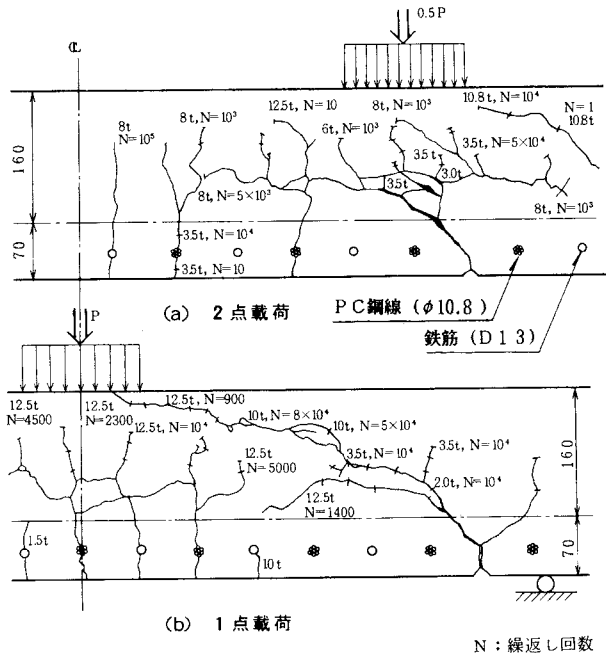 0.5P
℄
8t
N=10⁵
8t, N=10³
12.5t, N=10
8t, N=10³
10.8t, N=10⁴
N=1
10.8t
6t, N=10³
3.5t
3.5t, N=5×10⁴
3.0t
3.5t
8t, N=5×10³
8t, N=10³
160
70
3.5t, N=10⁴
3.5t, N=10
(a) 2点載荷
PC鋼線 (φ10.8)
鉄筋 (D13)
P
12.5t
N=4500
12.5t
N=2300
12.5t, N=900
12.5t, N=10⁴
10t, N=8×10⁴
10t, N=5×10⁴
12.5t
N=5000
3.5t, N=10⁴
3.5t, N=10⁴
2.0t, N=10⁴
12.5t
N=1400
160
70
1.5t
10t
(b) 1点載荷
N：繰返し回数